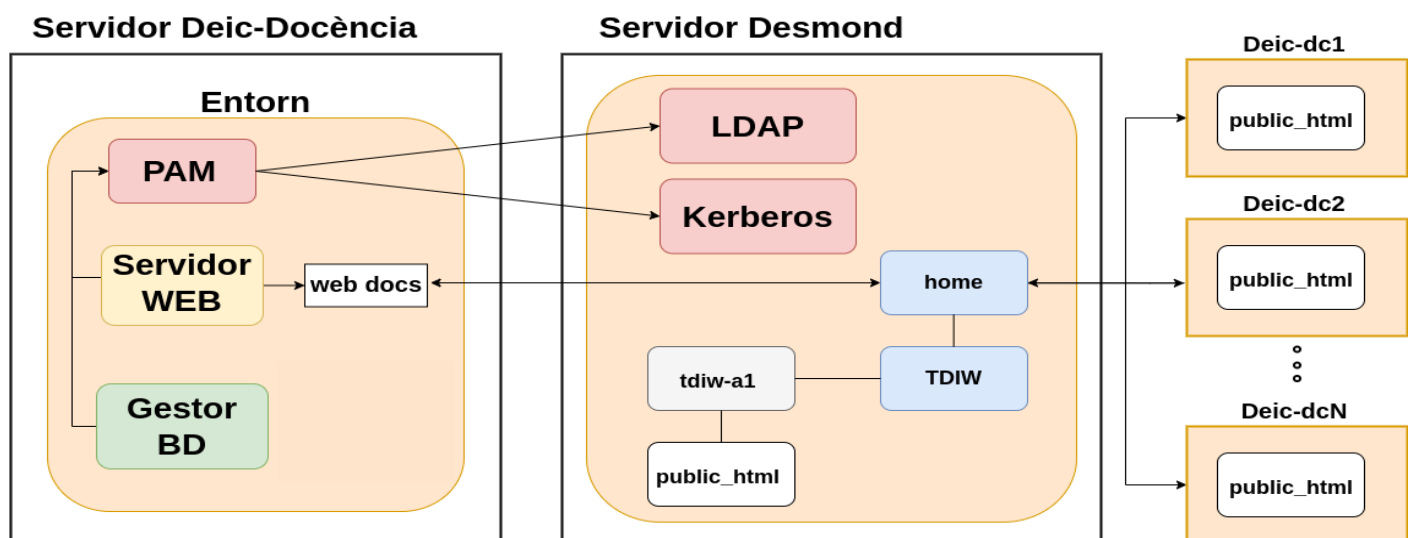 Servidor Deic-Docència
Entorn
PAM
Servidor
WEB
web docs
Gestor
BD
Servidor Desmond
LDAP
Kerberos
home
tdiw-a1
TDIW
public_html
Deic-dc1
public_html
Deic-dc2
public_html
Deic-dcN
public_html